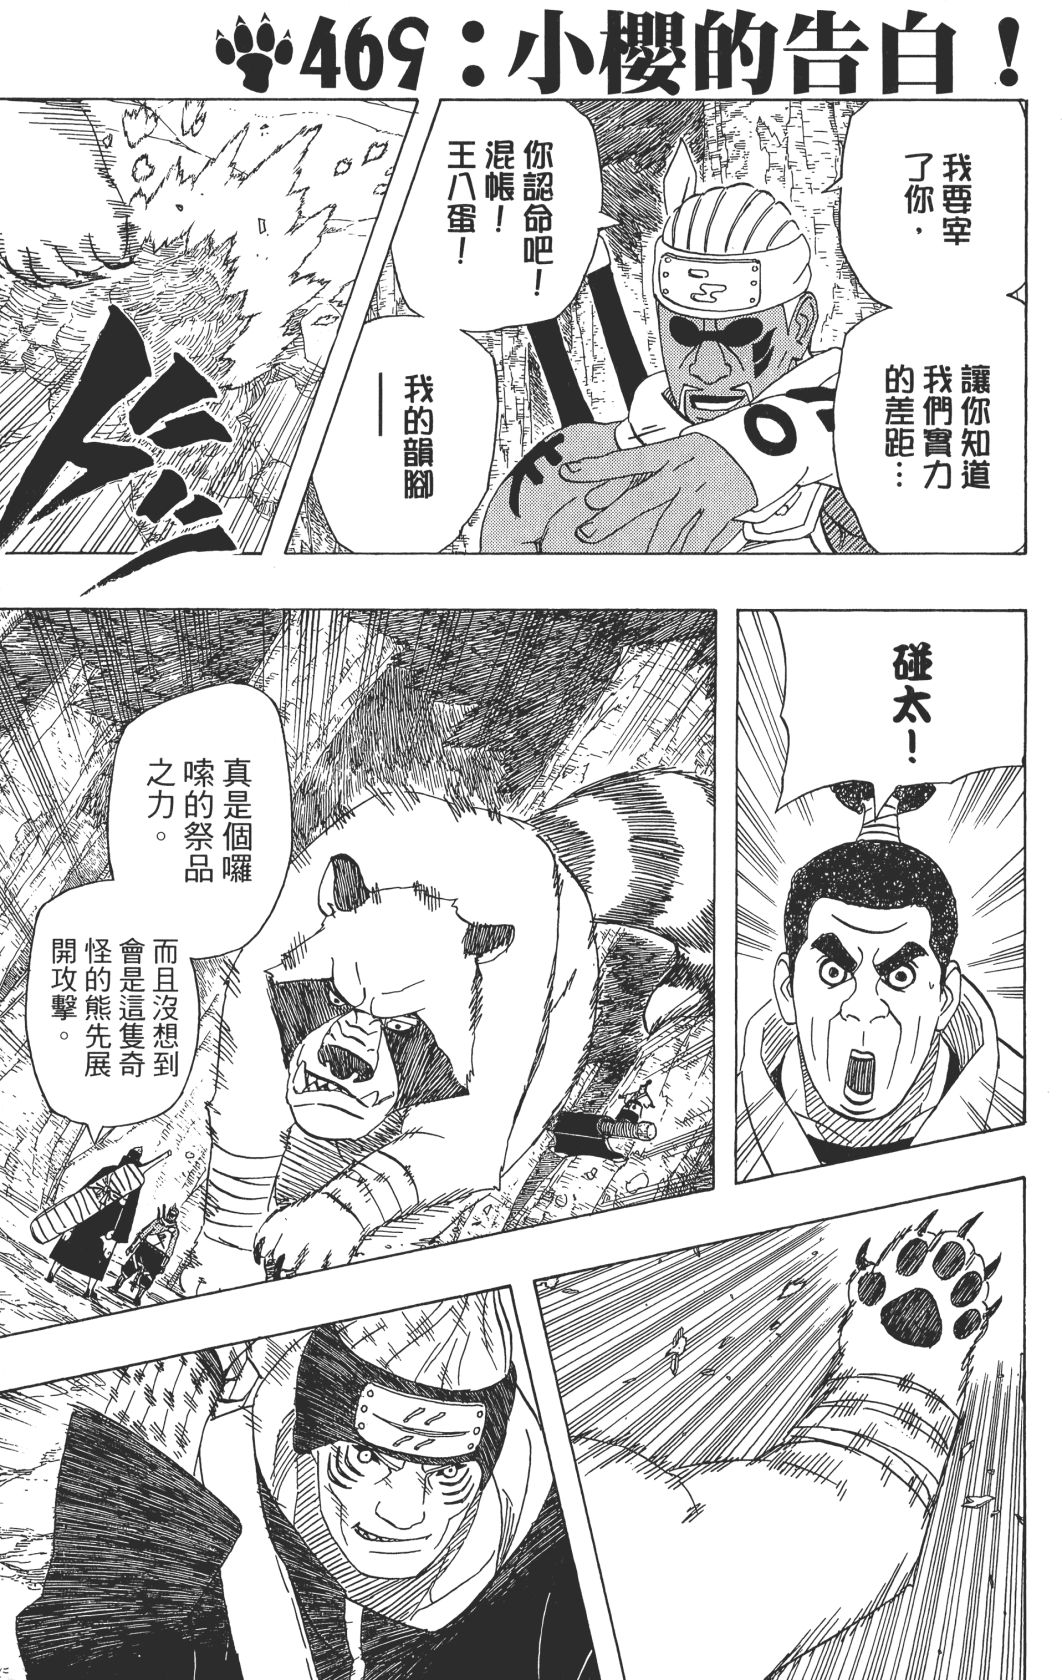 469：小櫻的告白！
我要宰
了你，
讓你知道
我們實力
的差距…
你認命吧！
混帳！
王八蛋！
我的韻腳
──
ドドッ
碰太！
真是個囉
嗦的祭品
之力。
而且沒想到
會是這隻奇
怪的熊先展
開攻擊。